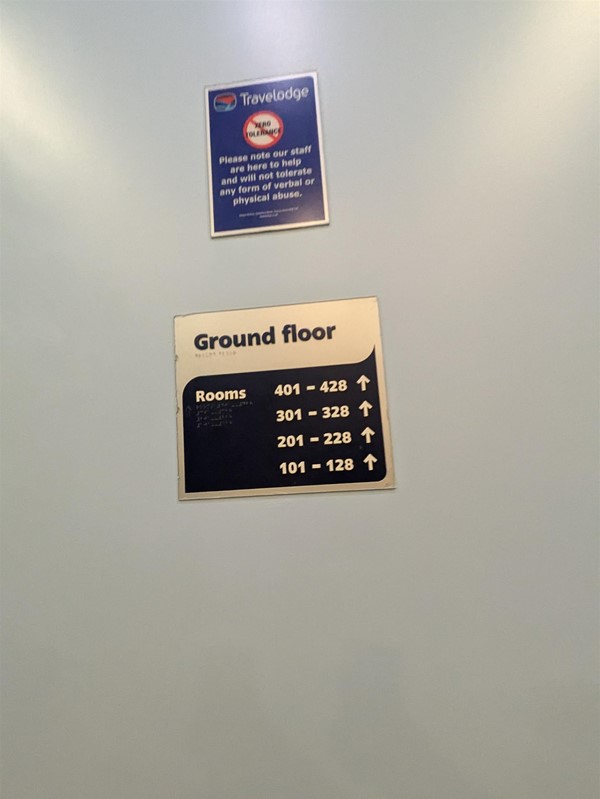 Travelodge
ZERO
TOLERANCE
Please note our staff
are here to help
and will not tolerate
any form of verbal or
physical abuse.
Ground floor
Rooms 401 – 428 ↑
301 – 328 ↑
201 – 228 ↑
101 – 128 ↑